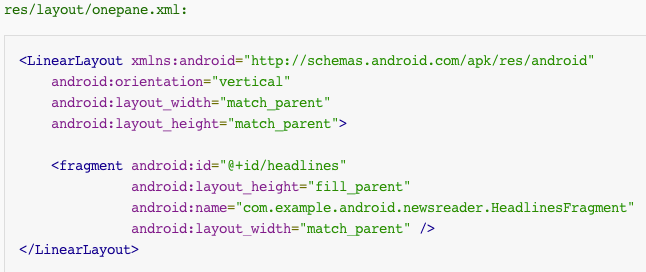 res/layout/onepane.xml:
<LinearLayout xmlns:android="http://schemas.android.com/apk/res/android"
    android:orientation="vertical"
    android:layout_width="match_parent"
    android:layout_height="match_parent">

    <fragment android:id="@+id/headlines"
              android:layout_height="fill_parent"
              android:name="com.example.android.newsreader.HeadlinesFragment"
              android:layout_width="match_parent" />
</LinearLayout>